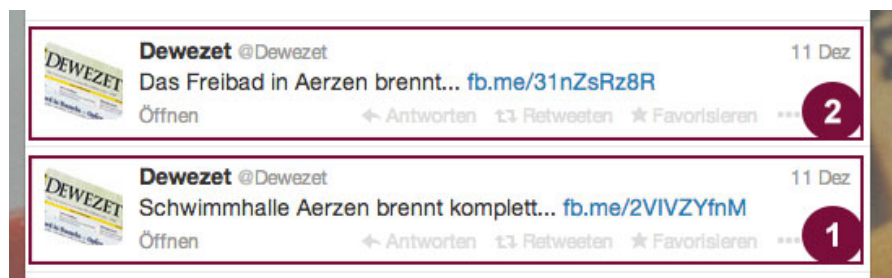 Dewezet @Dewezet 11 Dez
DEWEZET
Das Freibad in Aerzen brennt... fb.me/31nZsRz8R
Öffnen Antworten Retweeten Favorisieren ••• 2
Dewezet @Dewezet 11 Dez
DEWEZET
Schwimmhalle Aerzen brennt komplett... fb.me/2VIVZYfnM
Öffnen Antworten Retweeten Favorisieren ••• 1